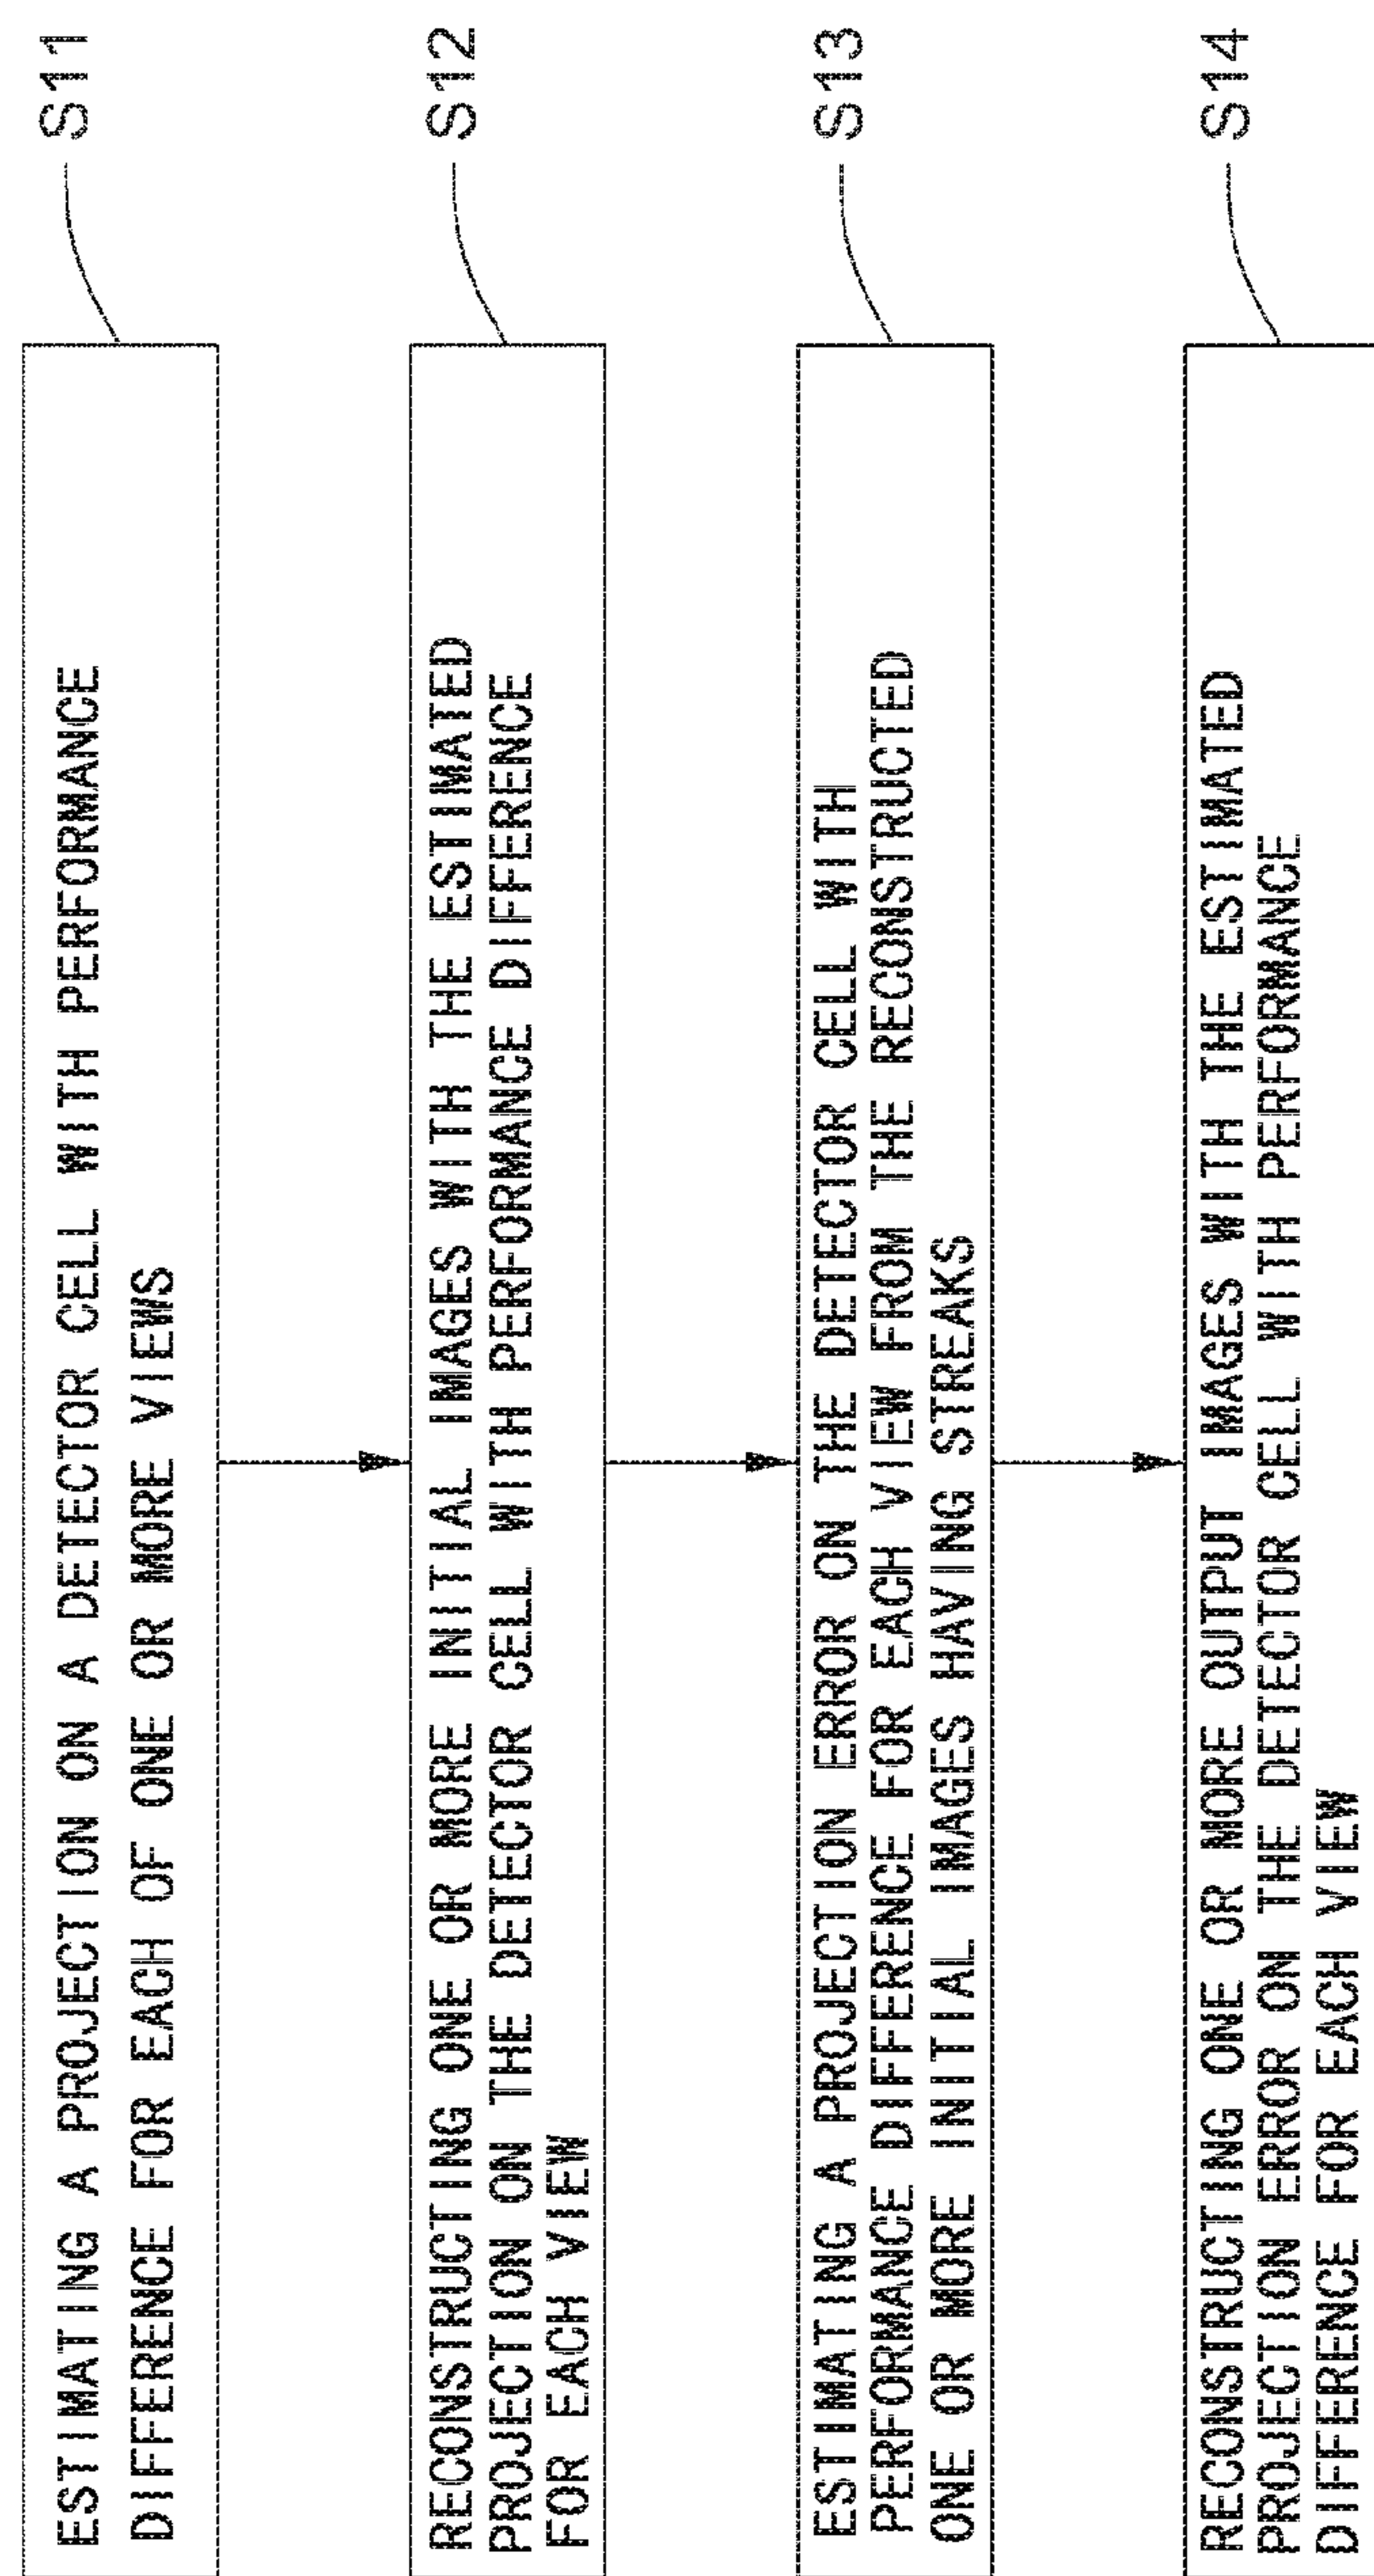 ESTIMATING A PROJECTION ON A DETECTOR CELL WITH PERFORMANCE
DIFFERENCE FOR EACH OF ONE OR MORE VIEWS
S11
RECONSTRUCTING ONE OR MORE INITIAL IMAGES WITH THE ESTIMATED
PROJECTION ON THE DETECTOR CELL WITH PERFORMANCE DIFFERENCE
FOR EACH VIEW
S12
ESTIMATING A PROJECTION ERROR ON THE DETECTOR CELL WITH
PERFORMANCE DIFFERENCE FOR EACH VIEW FROM THE RECONSTRUCTED
ONE OR MORE INITIAL IMAGES HAVING STREAKS
S13
RECONSTRUCTING ONE OR MORE OUTPUT IMAGES WITH THE ESTIMATED
PROJECTION ERROR ON THE DETECTOR CELL WITH PERFORMANCE
DIFFERENCE FOR EACH VIEW
S14